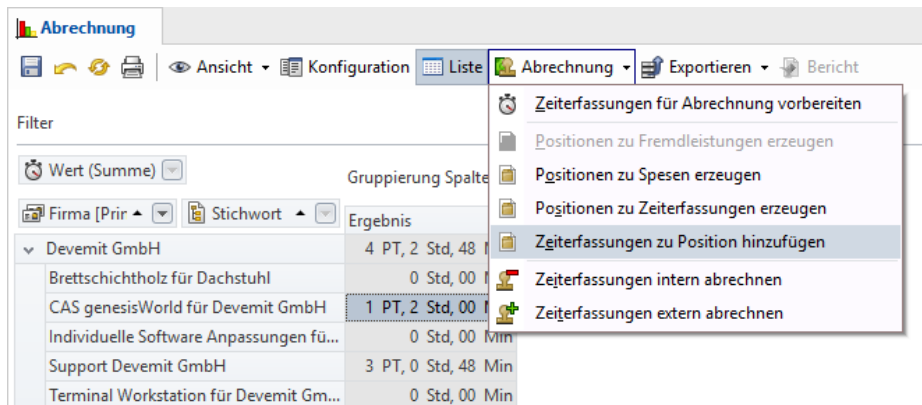 Abrechnung
Ansicht Konfiguration Liste Abrechnung Exportieren Bericht
Zeiterfassungen für Abrechnung vorbereiten
Filter
Positionen zu Fremdleistungen erzeugen
Wert (Summe)
Gruppierung Spalte
Positionen zu Spesen erzeugen
Firma [Prir Stichwort Ergebnis
Positionen zu Zeiterfassungen erzeugen
Devemit GmbH 4 PT, 2 Std, 48
Zeiterfassungen zu Position hinzufügen
Brettschichtholz für Dachstuhl 0 Std, 00
Zeiterfassungen intern abrechnen
CAS genesisWorld für Devemit GmbH 1 PT, 2 Std, 00
Zeiterfassungen extern abrechnen
Individuelle Software Anpassungen fü... 0 Std, 00 Min
Support Devemit GmbH 3 PT, 0 Std, 48 Min
Terminal Workstation für Devemit Gm... 0 Std, 00 Min